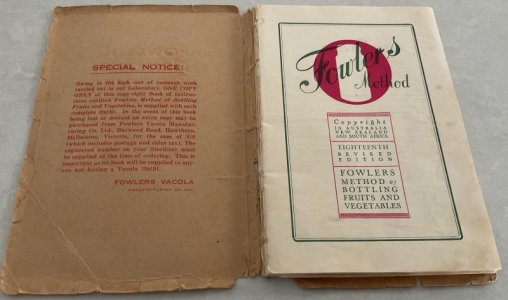 SPECIAL NOTICE
Owing to the high cost of research work
carried out in our Laboratory, ONE COPY
ONLY of this copy-right Book of Instruc-
tions entitled Fowlers Method of Bottling
Fruits and Vegetables, is supplied with each
complete Outfit. In the event of this book
being lost or mislaid an extra copy may be
purchased from Fowlers Vacola Manufac-
turing Co. Ltd., Burwood Road, Hawthorn,
Melbourne, Victoria, for the sum of
(which includes postage and sales tax). The
registered number on your Sterilizer must
be supplied at the time of ordering. This is
important as no book will be supplied to any-
one not having a Vacola Outfit.
FOWLERS VACOLA
MANUFACTURING CO. LTD.
Fowlers
Method
Copyright
IN AUSTRALIA
NEW ZEALAND
AND SOUTH AFRICA
EIGHTEENTH
REVISED
EDITION
FOWLERS
METHOD of
BOTTLING
FRUITS AND
VEGETABLES